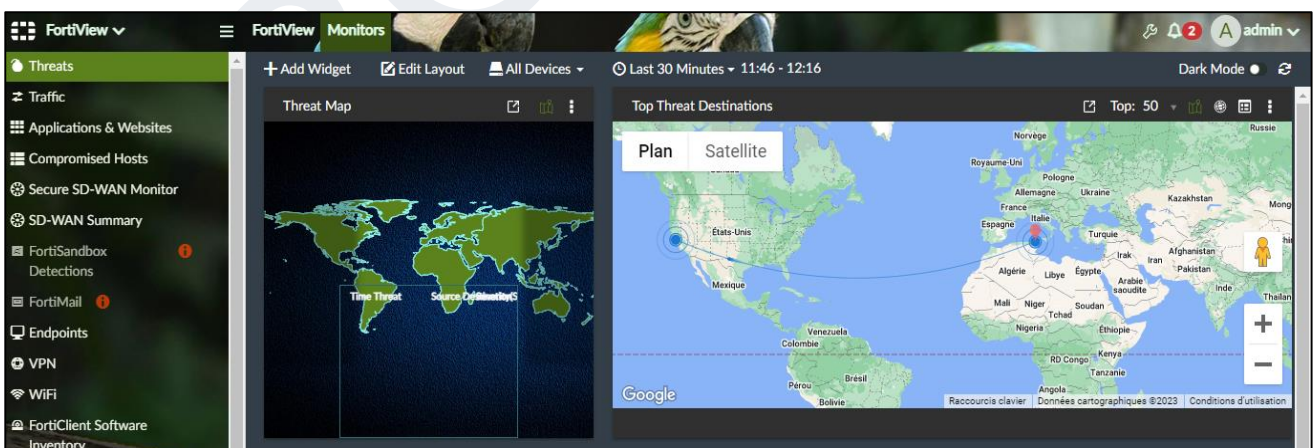 FortiView
FortiView Monitors
2 A admin
Threats
Traffic
Applications & Websites
Compromised Hosts
Secure SD-WAN Monitor
SD-WAN Summary
FortiSandbox
Detections
FortiMail
Endpoints
VPN
WiFi
FortiClient Software
Inventory
+ Add Widget Edit Layout All Devices Last 30 Minutes 11:46 - 12:16 Dark Mode
Threat Map
Time Threat Source
Top Threat Destinations Top: 50
Plan Satellite
Norvège
Russie
Royaume-Uni
Pologne
Allemagne
Ukraine
Kazakhstan
Mong
France
Espagne
Italie
Turquie
États-Unis
Irak
Iran
Afghanistan
Pakistan
Algérie
Libye
Égypte
Arabie
saoudite
Inde
Thaïlan
Mexique
Mali
Niger
Tchad
Soudan
Nigeria
Éthiopie
Venezuela
Colombie
RD Congo
Kenya
Tanzanie
Pérou
Brésil
Angola
Bolivie
Google
Raccourcis clavier Données cartographiques ©2023 Conditions d'utilisation